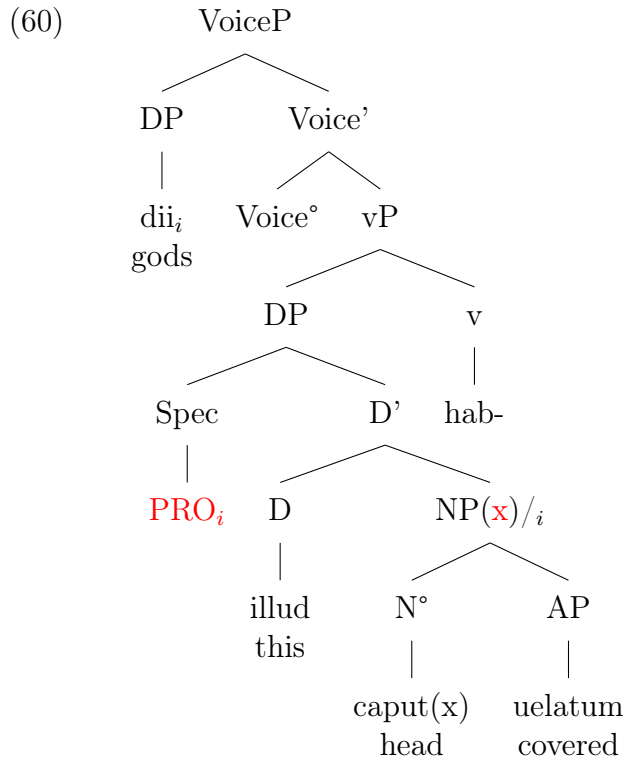 (60) VoiceP
DP Voice’
dii_i Voice° vP
gods
DP v
Spec D’ hab-
PRO_i D NP(x)/_i
illud N° AP
this
caput(x) uelatum
head covered